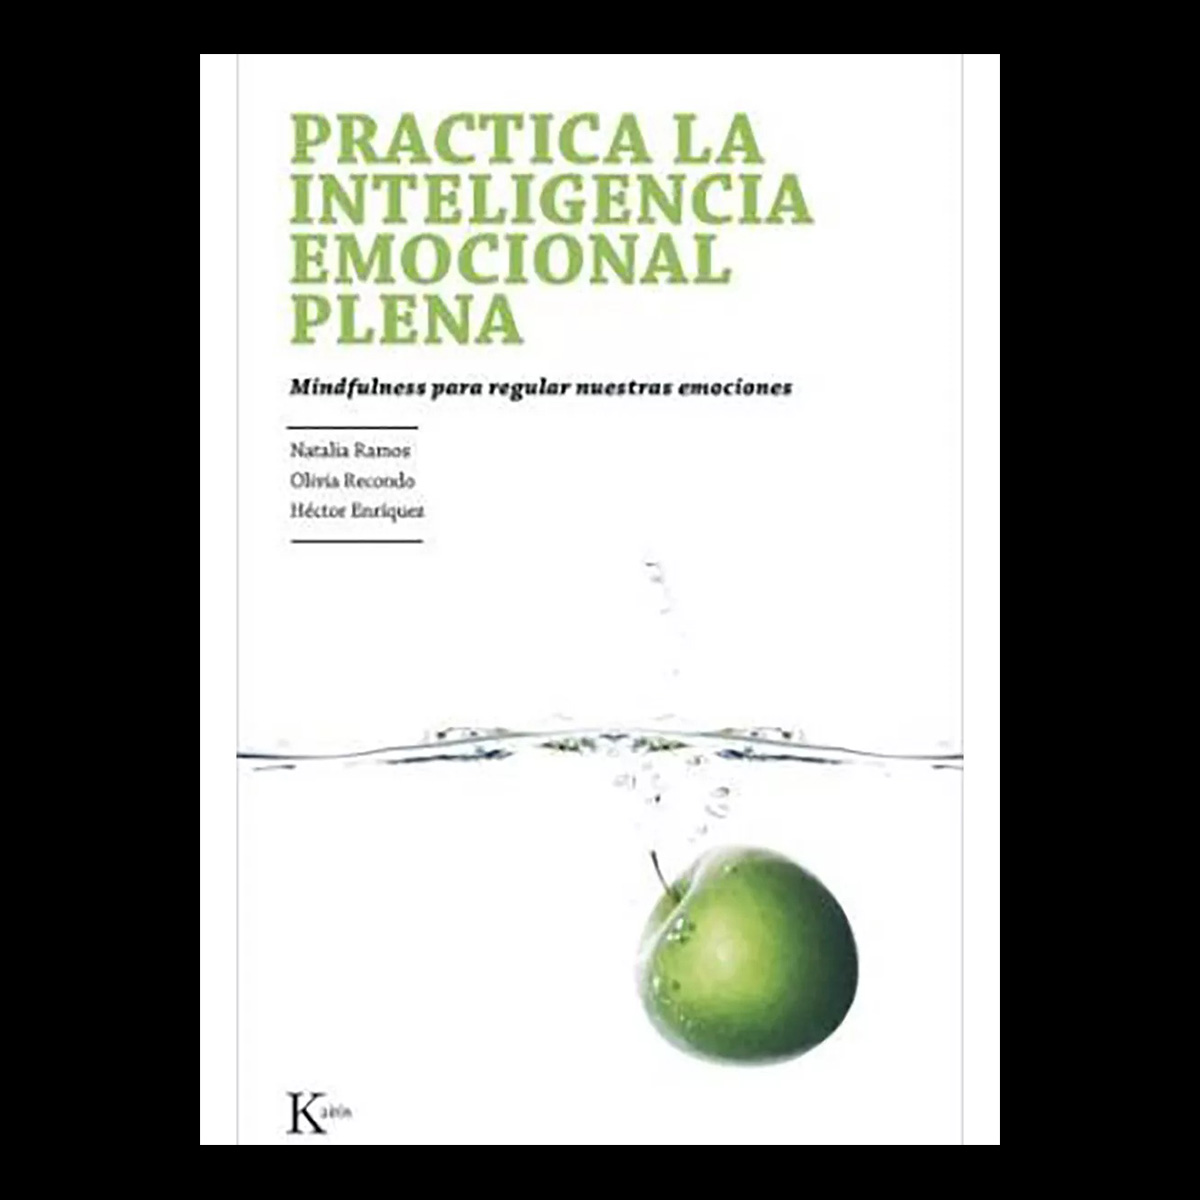 PRACTICA LA
INTELIGENCIA
EMOCIONAL
PLENA
Mindfulness para regular nuestras emociones
Natalia Ramos
Olivia Recondo
Héctor Enríquez
Kairós